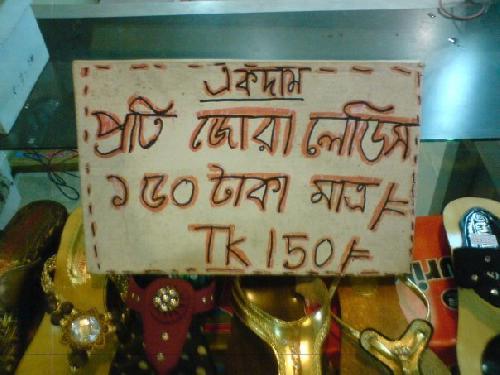 একদাম
প্রতি জোরা লেডিস
১৫০ টাকা মাত্র/=
TK 150/=